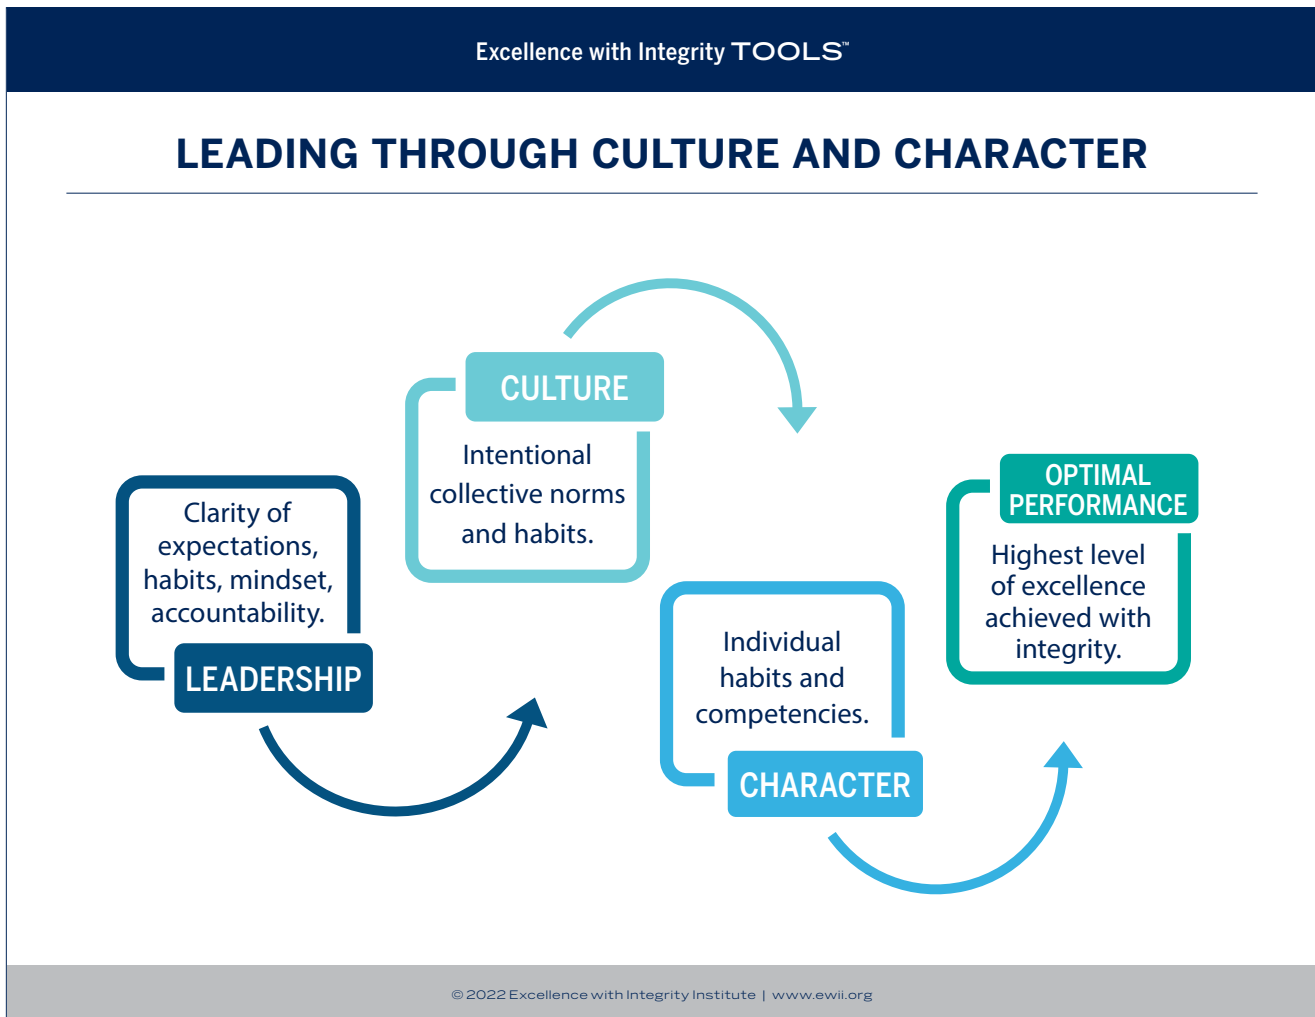 Excellence with Integrity TOOLS™
LEADING THROUGH CULTURE AND CHARACTER
Clarity of
expectations,
habits, mindset,
accountability.
LEADERSHIP
CULTURE
Intentional
collective norms
and habits.
Individual
habits and
competencies.
CHARACTER
OPTIMAL
PERFORMANCE
Highest level
of excellence
achieved with
integrity.
© 2022 Excellence with Integrity Institute | www.ewii.org